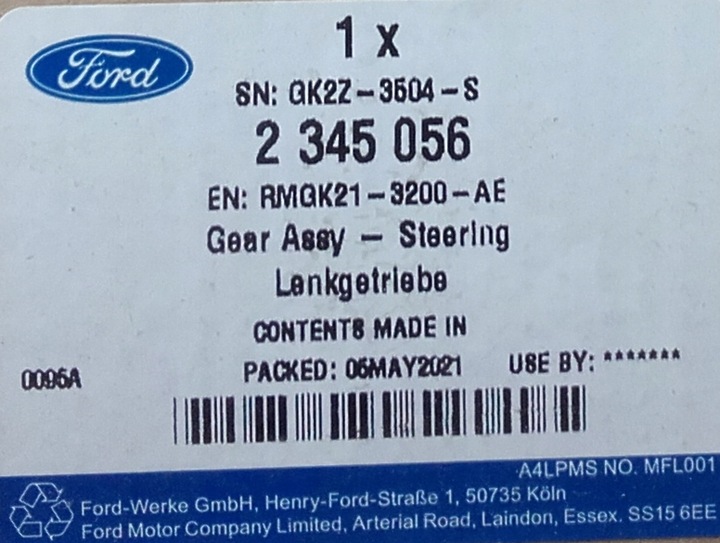 Ford
1 x
SN: GK2Z-3504-S
2 345 056
EN: RMGK21-3200-AE
Gear Assy - Steering
Lenkgetriebe
CONTENTS MADE IN
0095A
PACKED: 05MAY2021 USE BY: *******
A4LPMS NO. MFL001
Ford-Werke GmbH, Henry-Ford-Straße 1, 50735 Köln
Ford Motor Company Limited, Arterial Road, Laindon, Essex. SS15 6EE